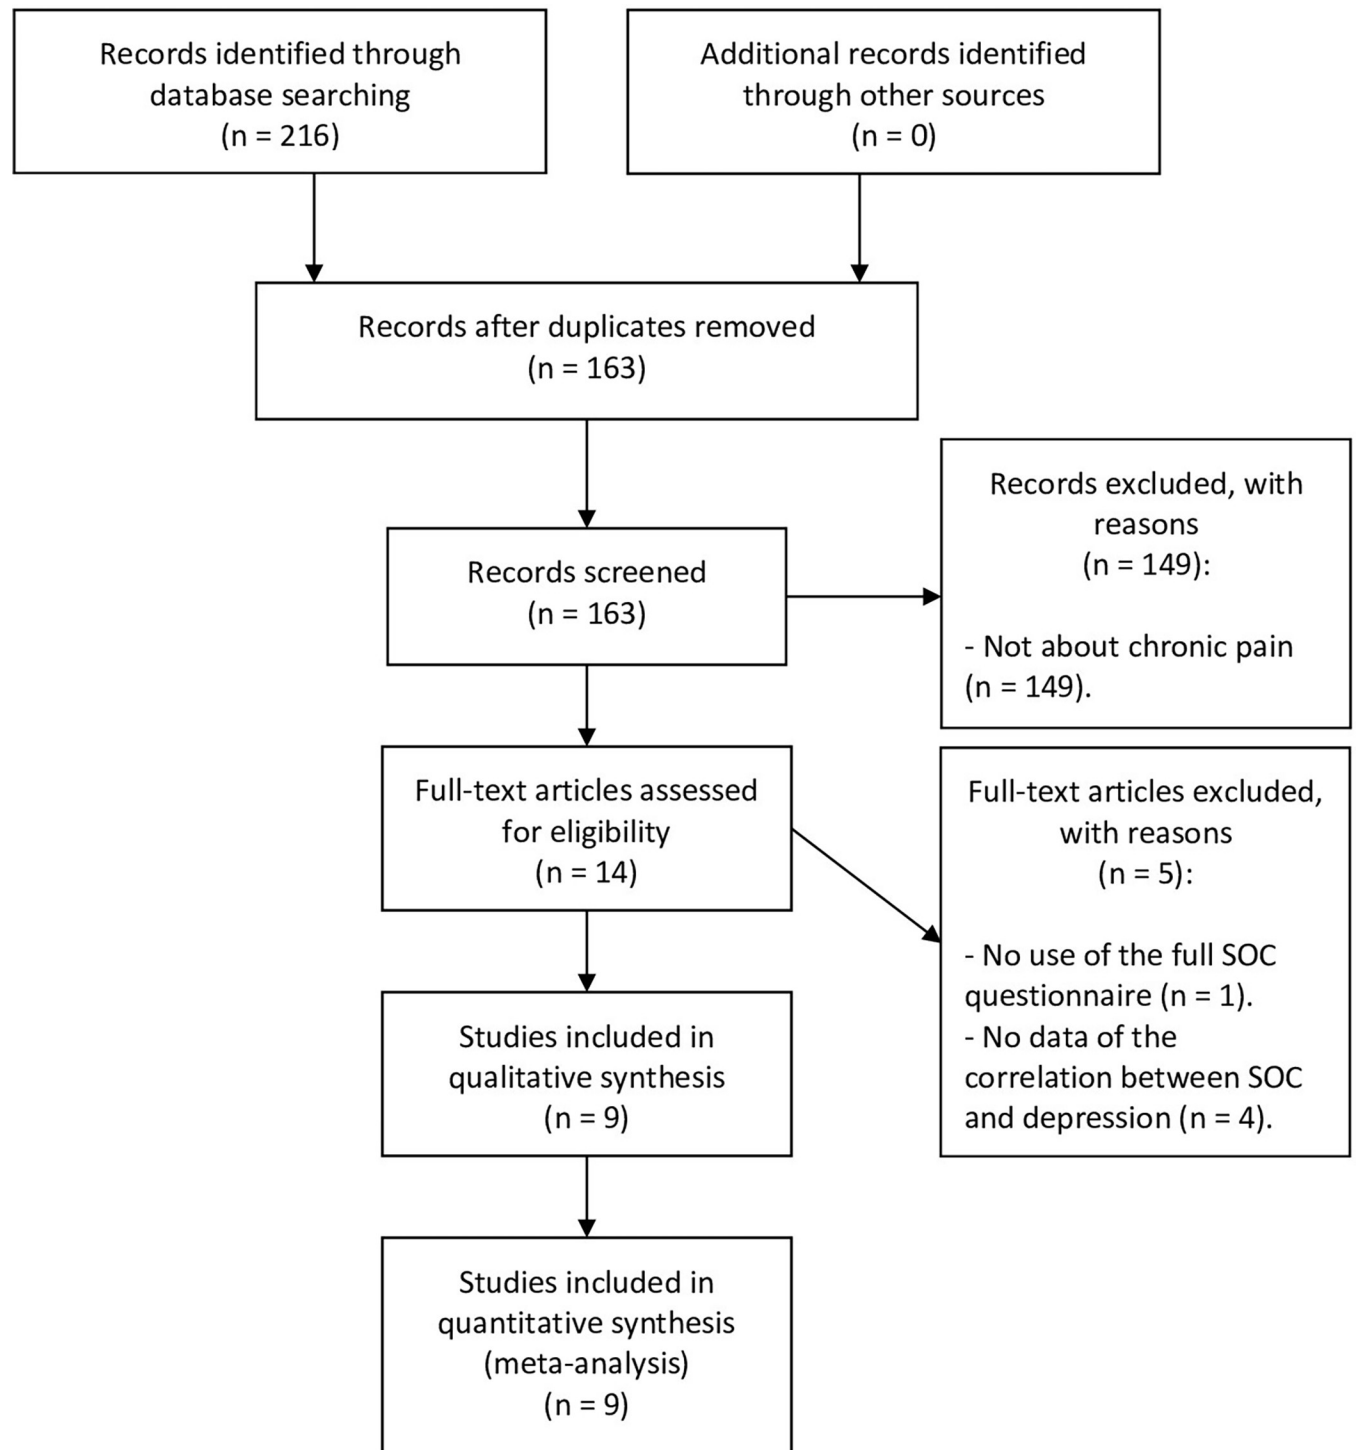 Records identified through
database searching
(n = 216)
Additional records identified
through other sources
(n = 0)
Records after duplicates removed
(n = 163)
Records screened
(n = 163)
Records excluded, with
reasons
(n = 149):
- Not about chronic pain
(n = 149).
Full-text articles assessed
for eligibility
(n = 14)
Full-text articles excluded,
with reasons
(n = 5):
- No use of the full SOC
questionnaire (n = 1).
- No data of the
correlation between SOC
and depression (n = 4).
Studies included in
qualitative synthesis
(n = 9)
Studies included in
quantitative synthesis
(meta-analysis)
(n = 9)